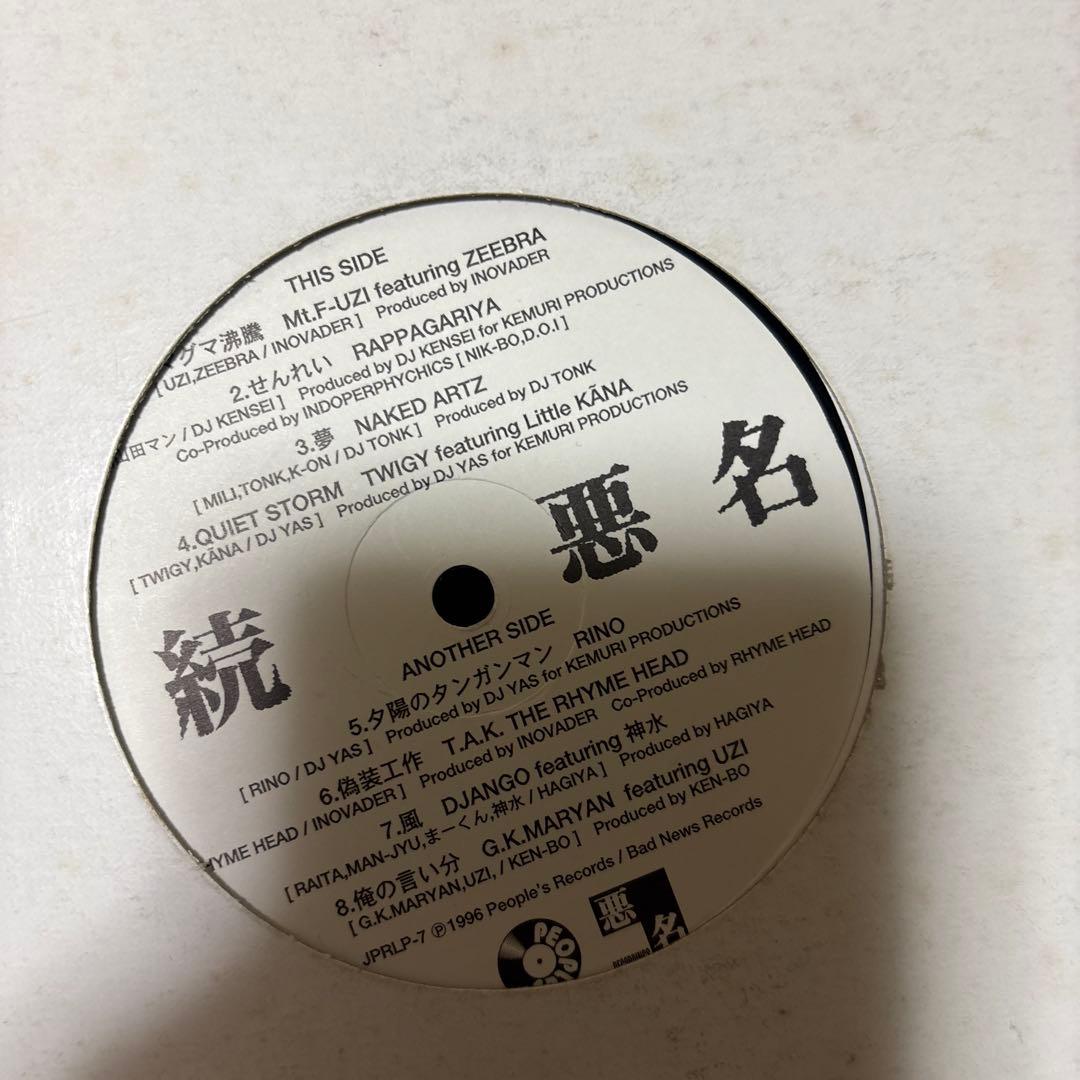 THIS SIDE
グマ沸騰 Mt.F-UZI featuring ZEEBRA
[ UZI,ZEEBRA / INOVADER ] Produced by INOVADER
2.せんれい RAPPAGARIYA
田マン / DJ KENSEI ] Produced by DJ KENSEI for KEMURI PRODUCTIONS
Co-Produced by INDOPERPHYCHICS [ NIK-BO,D.O.I ]
3.夢 NAKED ARTZ
[ MILI,TONK,K-ON / DJ TONK ] Produced by DJ TONK
4.QUIET STORM TWIGY featuring Little KĀNA
[ TWIGY,KĀNA / DJ YAS ] Produced by DJ YAS for KEMURI PRODUCTIONS
続 悪 名
ANOTHER SIDE
5.夕陽のタンガンマン RINO
[ RINO / DJ YAS ] Produced by DJ YAS for KEMURI PRODUCTIONS
6.偽装工作 T.A.K. THE RHYME HEAD
HYME HEAD / INOVADER ] Produced by INOVADER Co-Produced by RHYME HEAD
7.風 DJANGO featuring 神水
[ RAITA,MAN-JYU,まーくん,神水 / HAGIYA ] Produced by HAGIYA
8.俺の言い分 G.K.MARYAN featuring UZI
[ G.K.MARYAN,UZI, / KEN-BO ] Produced by KEN-BO
JPRLP-7 ℗1996 People's Records / Bad News Records
PEOPLE
悪名